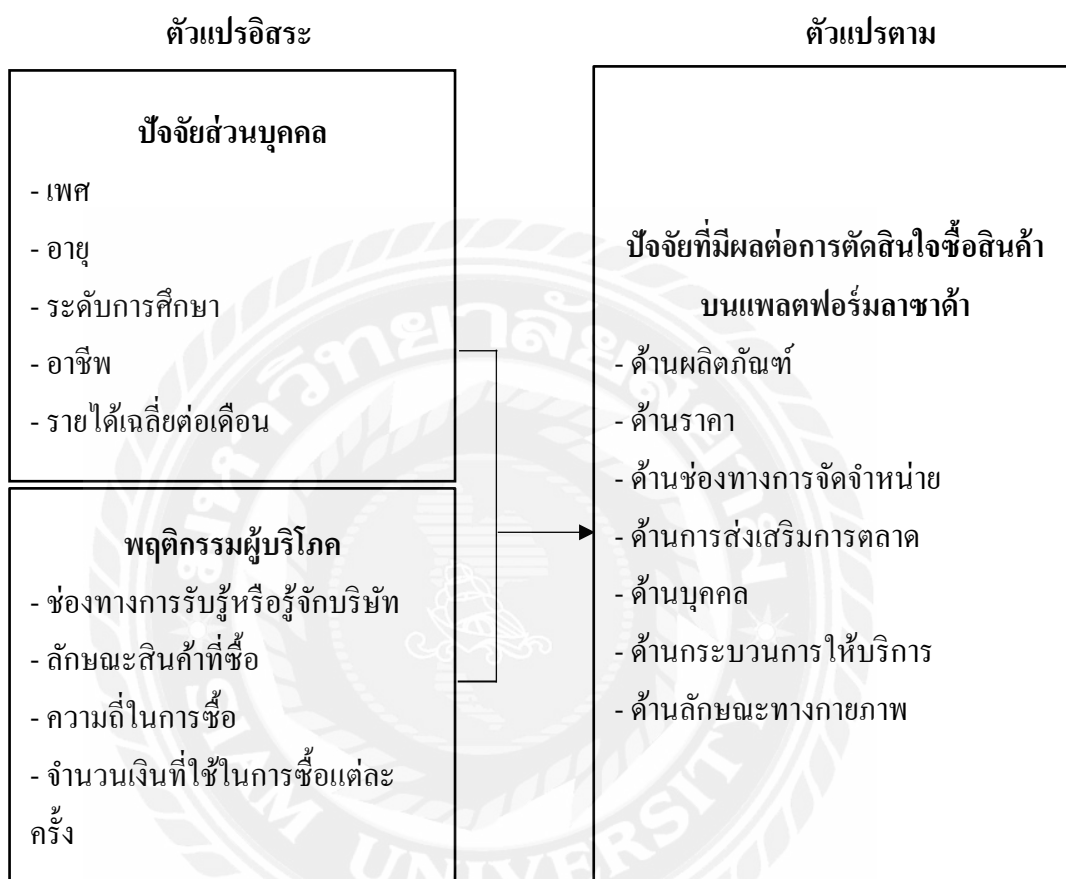 ตัวแปรอิสระ
ตัวแปรตาม
ปัจจัยส่วนบุคคล
- เพศ
- อายุ
- ระดับการศึกษา
- อาชีพ
- รายได้เฉลี่ยต่อเดือน
พฤติกรรมผู้บริโภค
- ช่องทางการรับรู้หรือรู้จักบริษัท
- ลักษณะสินค้าที่ซื้อ
- ความถี่ในการซื้อ
- จำนวนเงินที่ใช้ในการซื้อแต่ละ
ครั้ง
ปัจจัยที่มีผลต่อการตัดสินใจซื้อสินค้า
บนแพลตฟอร์มลาซาด้า
- ด้านผลิตภัณฑ์
- ด้านราคา
- ด้านช่องทางการจัดจำหน่าย
- ด้านการส่งเสริมการตลาด
- ด้านบุคคล
- ด้านกระบวนการให้บริการ
- ด้านลักษณะทางกายภาพ
มหาวิทยาลัยสยาม
SIAM UNIVERSITY